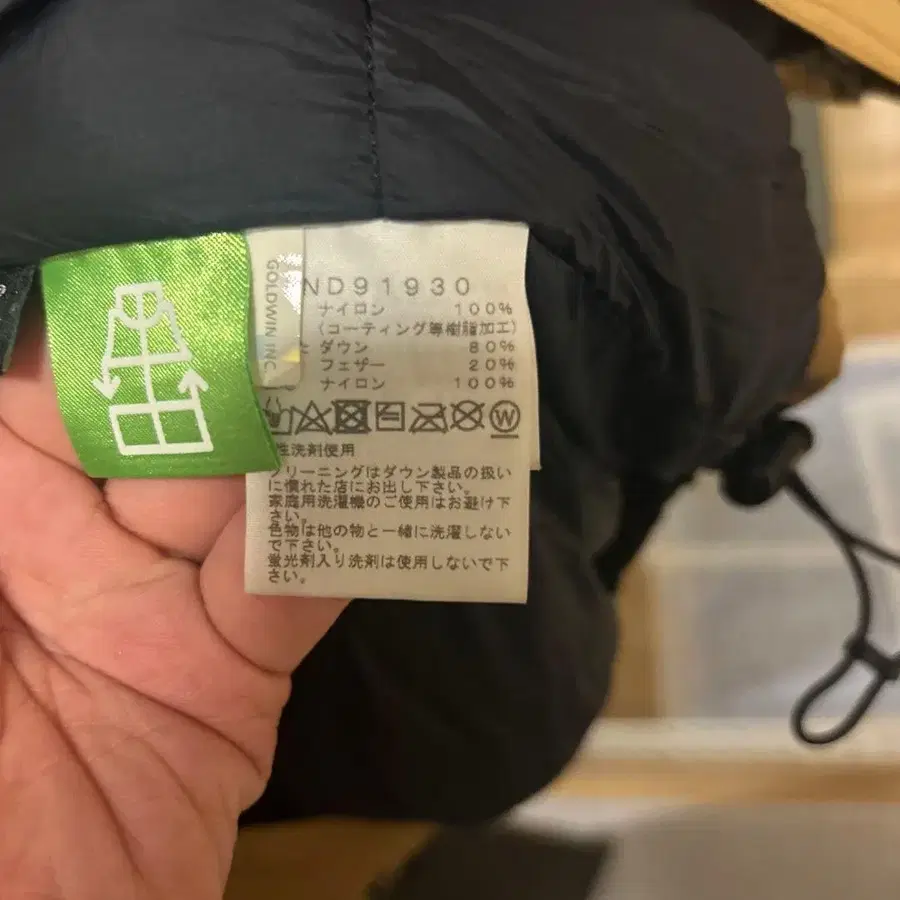 GOLDWIN INC.
ND91930
ナイロン 100%
(コーティング等樹脂加工)
ダウン 80%
フェザー 20%
ナイロン 100%
W
性洗剤使用
リーニングはダウン製品の扱い
に慣れた店にお出し下さい。
家庭用洗濯機のご使用はお避け下
さい。
色物は他の物と一緒に洗濯しない
で下さい。
蛍光剤入り洗剤は使用しないで下
さい。